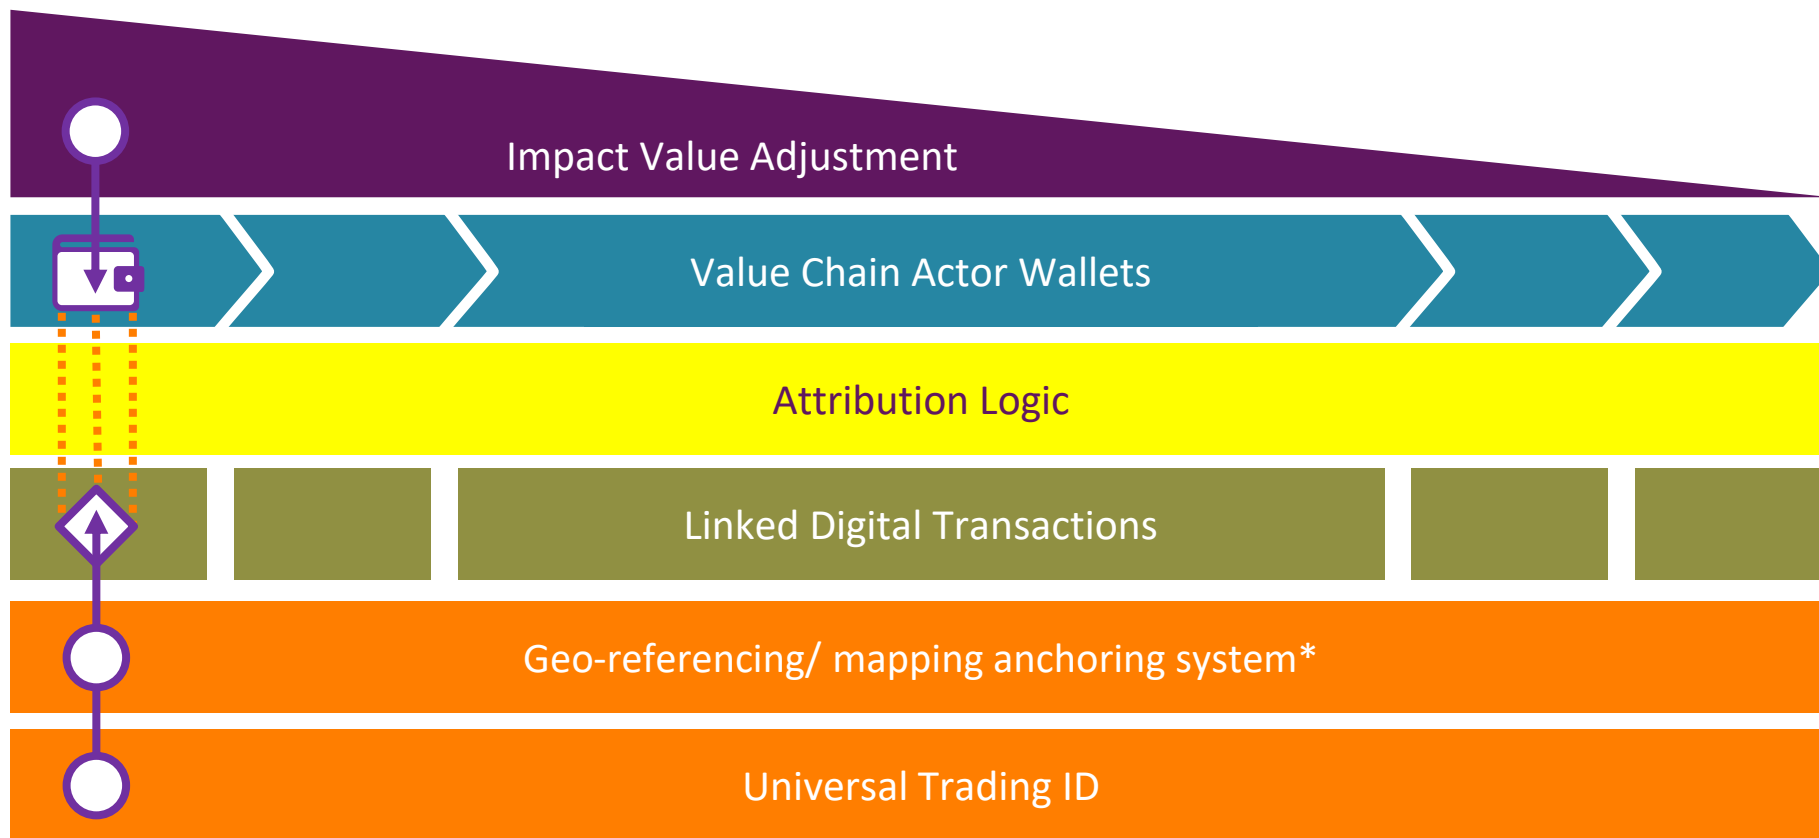 Impact Value Adjustment
Value Chain Actor Wallets
Attribution Logic
Linked Digital Transactions
Geo-referencing/ mapping anchoring system*
Universal Trading ID